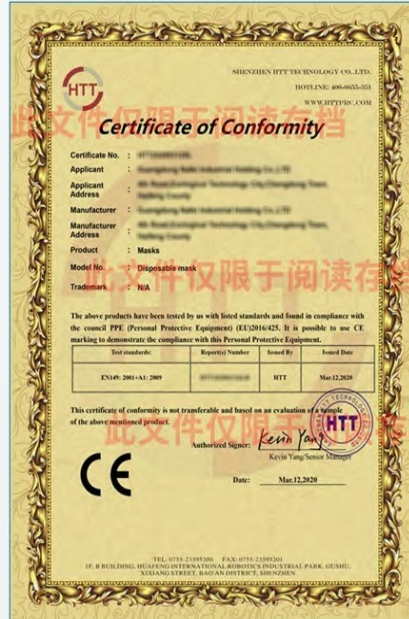 HTT
SHENZHEN HTT TECHNOLOGY CO.,LTD.
HOTLINE: 400-6655-351
WWW.HTTPRC.COM
此文件仅限于阅读存档
Certificate of Conformity
Certificate No. :
Applicant :
Applicant Address :
Manufacturer :
Manufacturer Address :
Product : Masks
Model No. : Disposable mask
Trademark : N/A
此文件仅限于阅读存
The above products have been tested by us with listed standards and found in compliance with
the council PPE (Personal Protective Equipment) (EU)2016/425. It is possible to use CE
marking to demonstrate the compliance with this Personal Protective Equipment.
Test standards: Report(s) Number Issued By Issued Date
EN149: 2001+A1: 2009 HTT Mar.12,2020
This certificate of conformity is not transferable and based on an evaluation of a sample
of the above mentioned product.
此文件仅限于
HTT
Authorized Signer: Kevin Yang
Kevin Yang/Senior Manager
CE
Date: Mar.12,2020
TEL: 0755-23595200 FAX: 0755-23595201
1F, B BUILDING, HUAFENG INTERNATIONAL ROBOTICS INDUSTRIAL PARK, GUSHU,
XIXIANG STREET, BAO AN DISTRICT, SHENZHEN